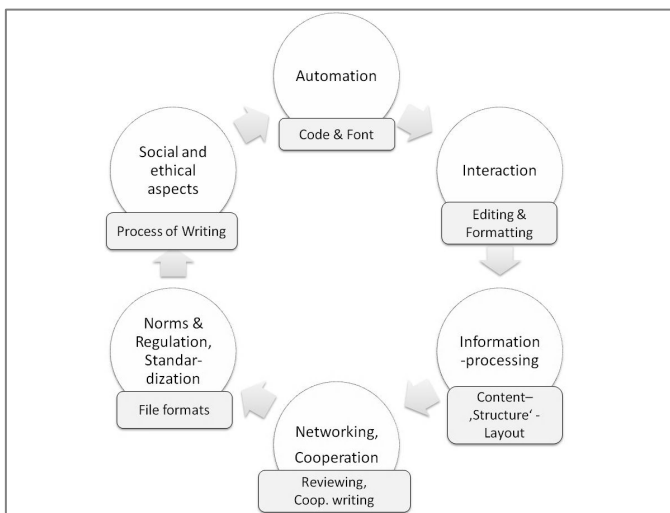 Automation
Code & Font
Interaction
Editing &
Formatting
Information
-processing
Content–
‚Structure‘ -
Layout
Networking,
Cooperation
Reviewing,
Coop. writing
Norms &
Regulation,
Standar-
dization
File formats
Social and
ethical
aspects
Process of Writing